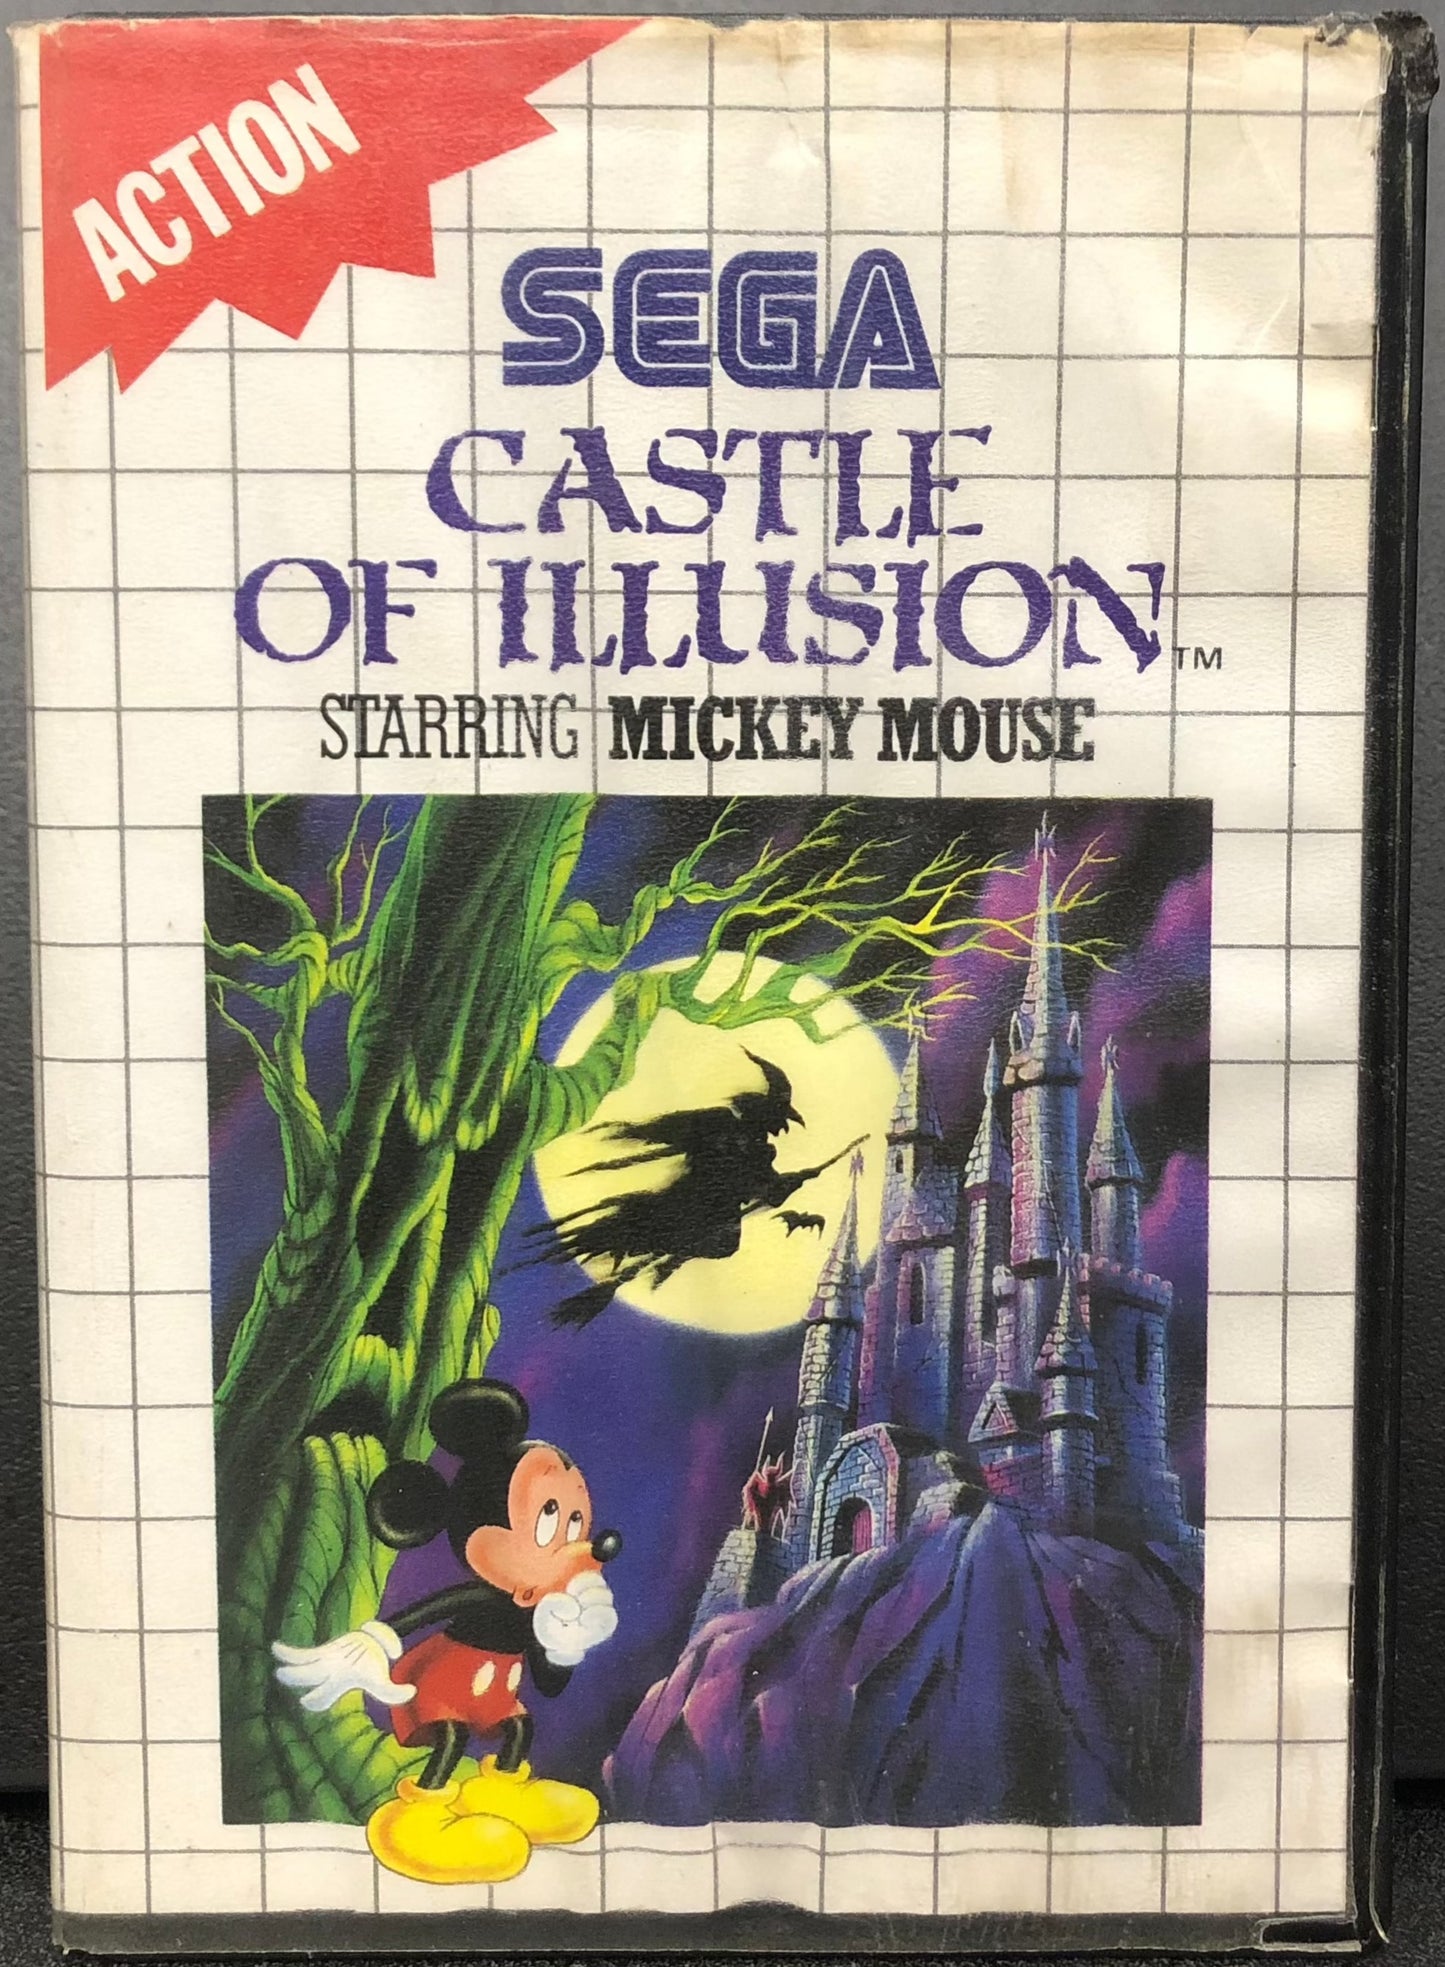 ACTION
SEGA
CASTLE
OF ILLUSION™
STARRING MICKEY MOUSE